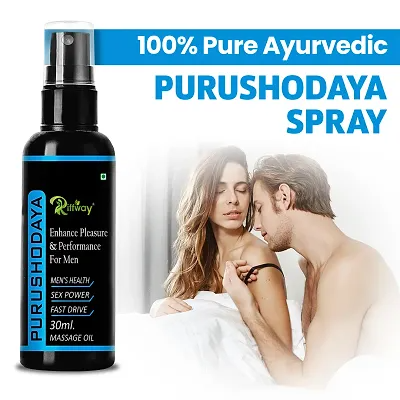 100% Pure Ayurvedic
PURUSHODAYA
SPRAY
PURUSHODAYA
Riffway®
Enhance Pleasure
& Performance
For Men
MEN'S HEALTH
SEX POWER
FAST DRIVE
30ml.
MASSAGE OIL